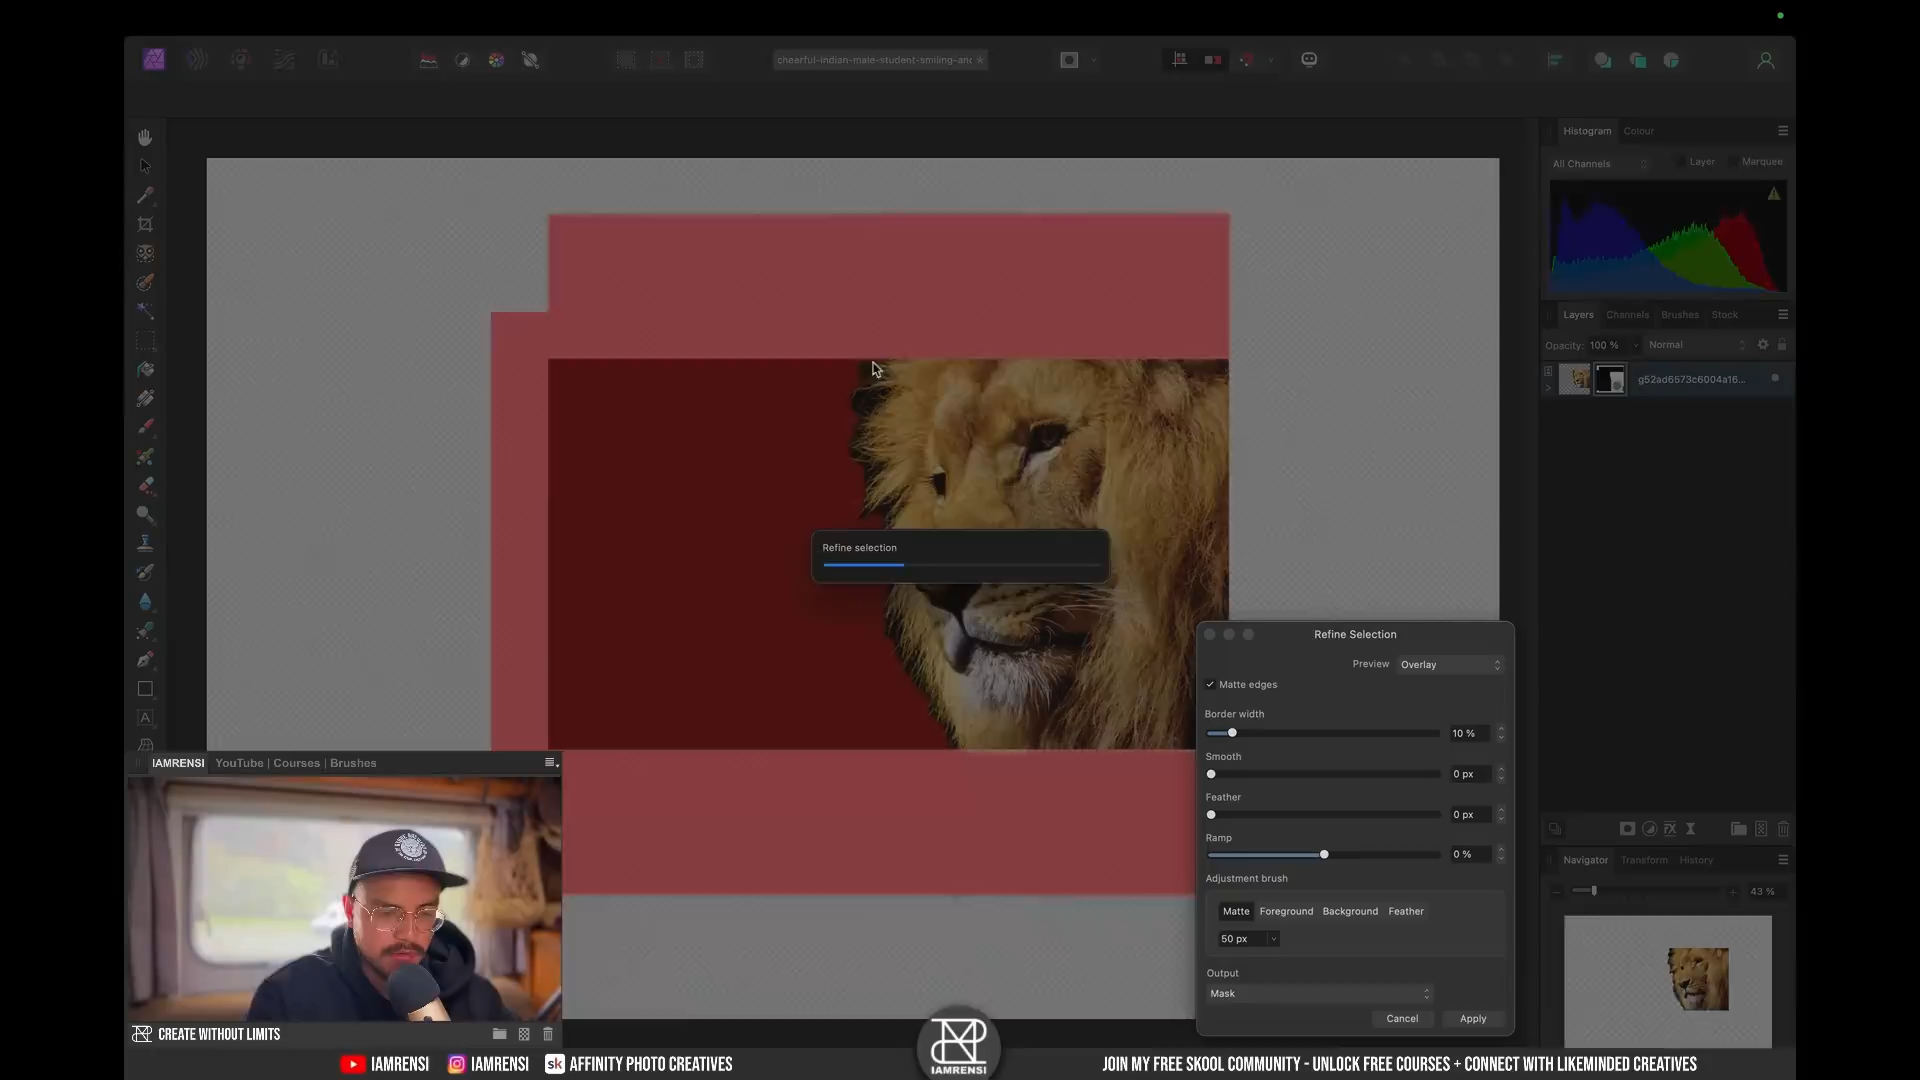 cheerful-indian-male-student-smiling-and
Histogram
Colour
All Channels
Layer
Marquee
Layers
Channels
Brushes
Stock
Opacity: 100 %
Normal
g52ad6573c6004a16...
Refine selection
Refine Selection
Preview
Overlay
Matte edges
Border width
10 %
Smooth
0 px
Feather
0 px
Ramp
0 %
Adjustment brush
Matte
Foreground
Background
Feather
50 px
Output
Mask
Cancel
Apply
Navigator
Transform
History
43 %
IAMRENSI
YouTube | Courses | Brushes
CREATE WITHOUT LIMITS
IAMRENSI
IAMRENSI
sk
AFFINITY PHOTO CREATIVES
IAMRENSI
JOIN MY FREE SKOOL COMMUNITY - UNLOCK FREE COURSES + CONNECT WITH LIKEMINDED CREATIVES